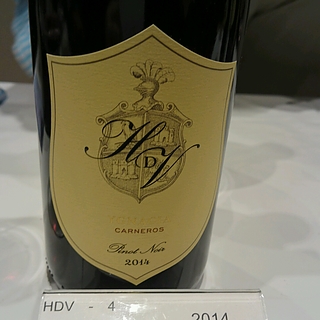 HDV
CARNEROS
Pinot Noir
2014
HDV - 4
2014